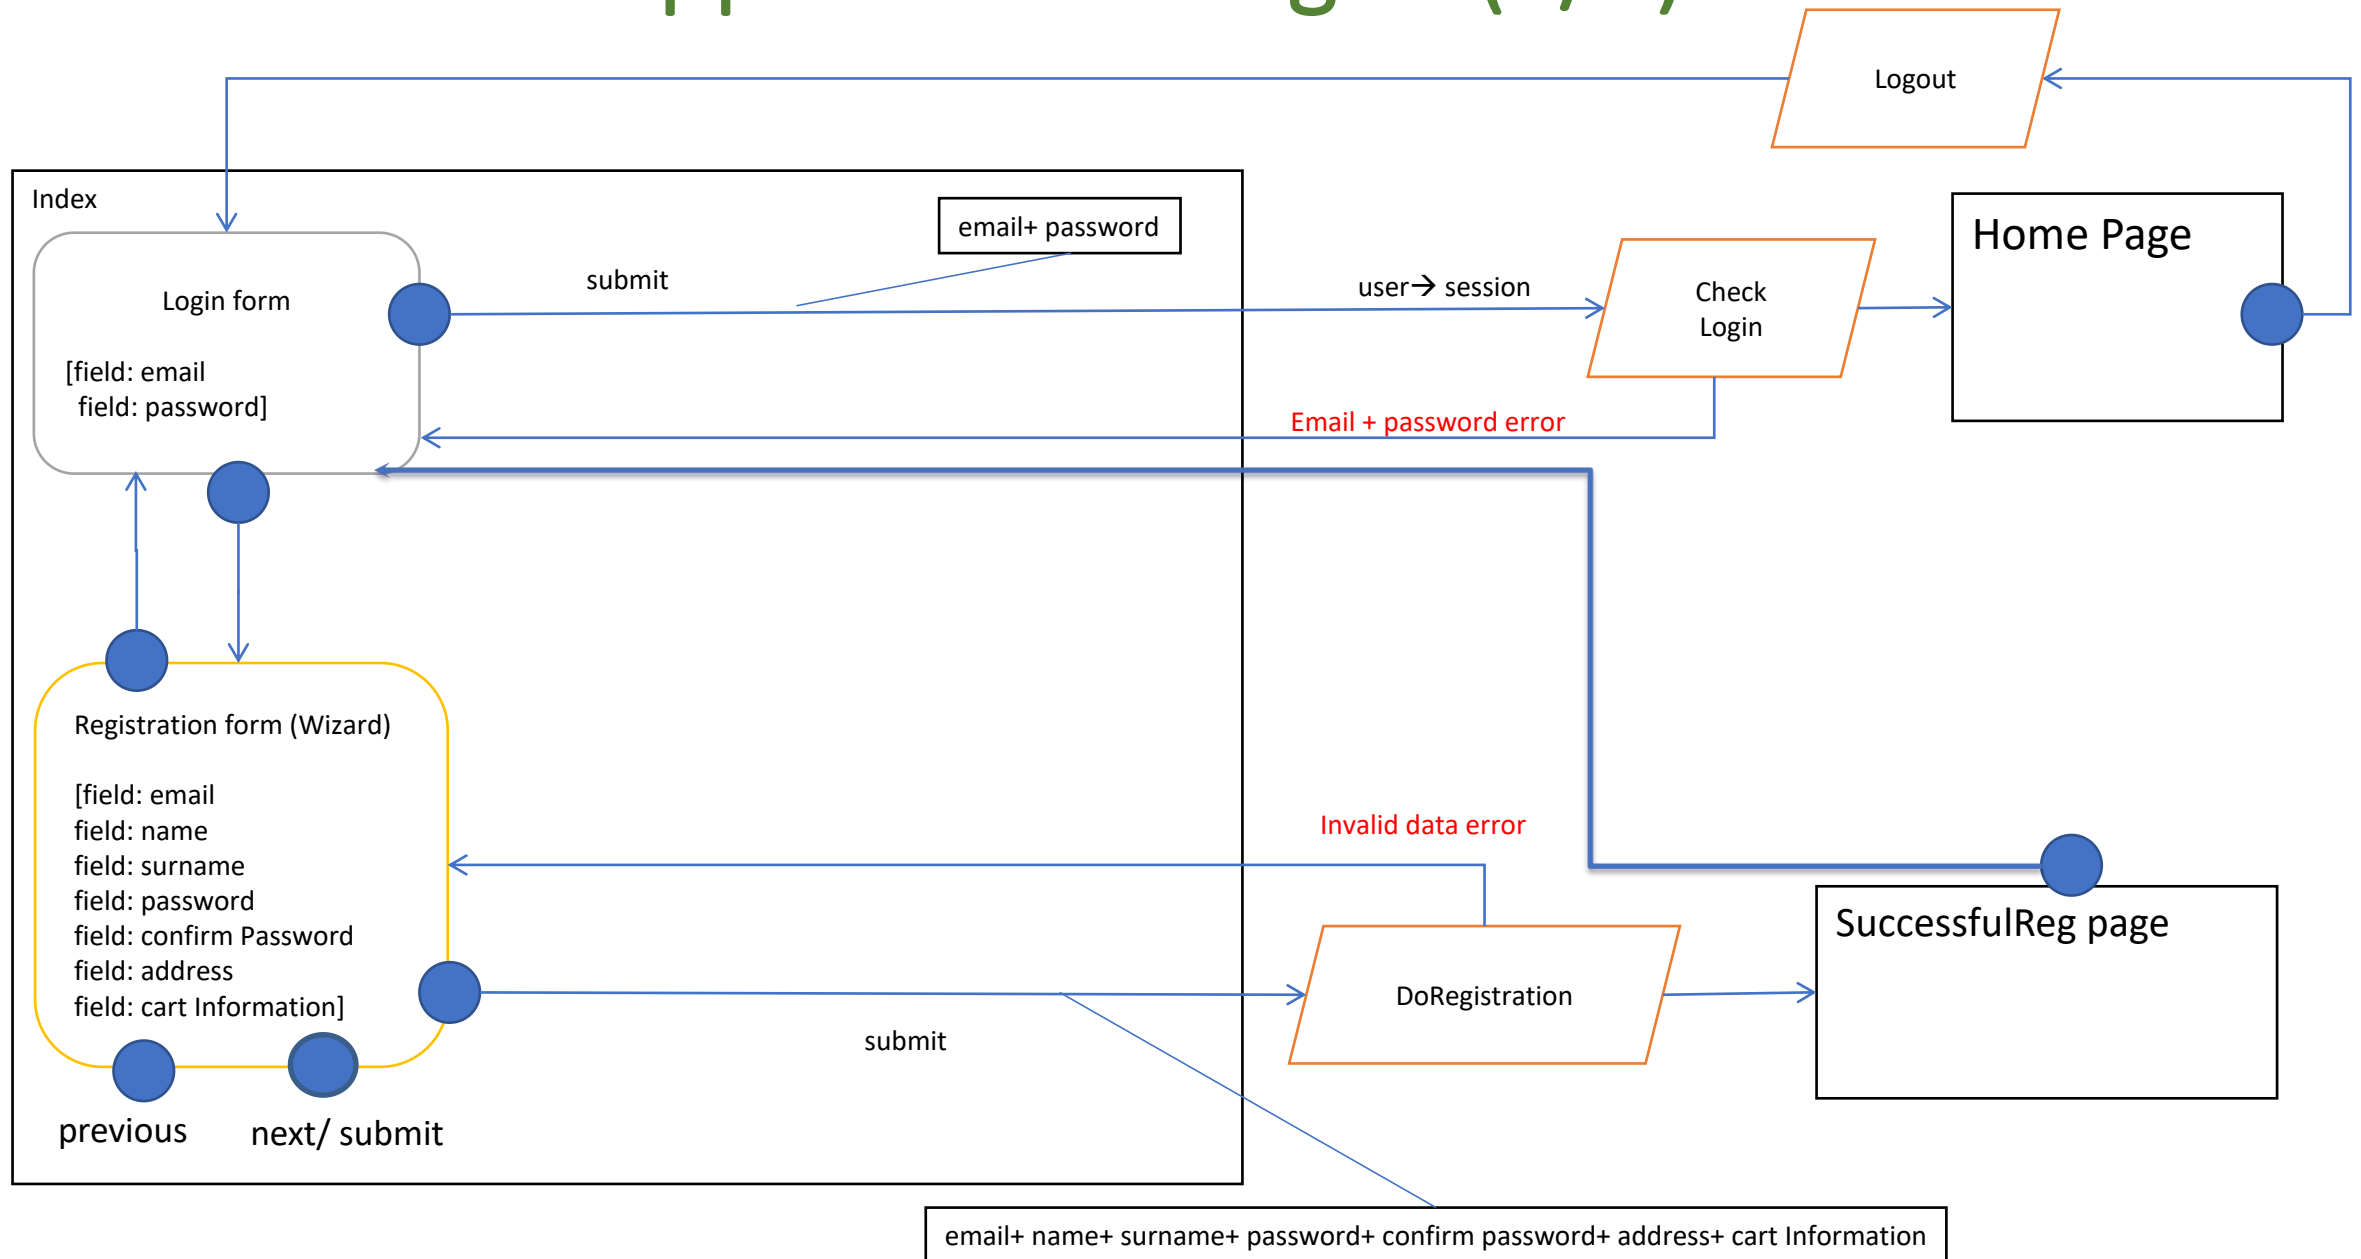 Logout
Index
email+ password
Home Page
submit
user→ session
Check
Login
Login form
[field: email
field: password]
Email + password error
Registration form (Wizard)
[field: email
field: name
field: surname
field: password
field: confirm Password
field: address
field: cart Information]
Invalid data error
SuccessfulReg page
DoRegistration
submit
previous
next/ submit
email+ name+ surname+ password+ confirm password+ address+ cart Information